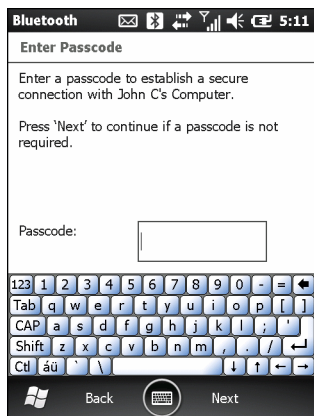 Bluetooth 5:11
Enter Passcode
Enter a passcode to establish a secure
connection with John C's Computer.
Press 'Next' to continue if a passcode is not
required.
Passcode:
123 1 2 3 4 5 6 7 8 9 0 - =
Tab q w e r t y u i o p [ ]
CAP a s d f g h j k l ; '
Shift z x c v b n m , . /
Ctl áü ` \
Back Next